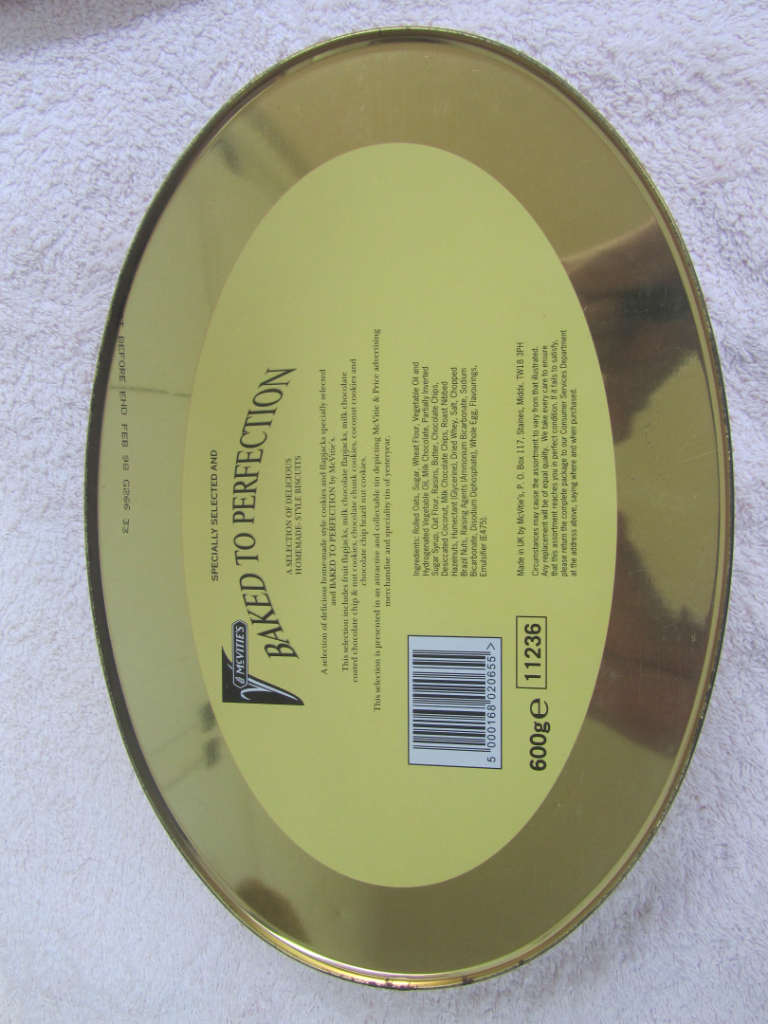 BEFORE END FEB 98 G266 33
SPECIALLY SELECTED AND
McVITIE'S
BAKED TO PERFECTION
A SELECTION OF DELICIOUS
HOMEMADE STYLE BISCUITS
A selection of delicious home-made style cookies and flapjacks specially selected
and BAKED TO PERFECTION by McVitie's.
This selection includes fruit flapjacks, milk chocolate flapjacks, milk chocolate
coated chocolate chip & nut cookies, chocolate chunk cookies, coconut cookies and
chocolate chip brazil nut cookies.
This selection is presented in an attractive and collectable tin depicting McVitie & Price advertising
merchandise and speciality tin of yesteryear.
Ingredients: Rolled Oats, Sugar, Wheat Flour, Vegetable Oil and
Hydrogenated Vegetable Oil, Milk Chocolate, Partially Inverted
Sugar Syrup, Oat Flour, Raisins, Butter, Chocolate Chips,
Desiccated Coconut, Milk Chocolate Chips, Roast Nibbed
Hazelnuts, Humectant (Glycerine), Dried Whey, Salt, Chopped
Brazil Nuts, Raising Agents (Ammonium Bicarbonate, Sodium
Bicarbonate, Disodium Diphosphate), Whole Egg, Flavourings,
Emulsifier (E475).
5 000168 020655 >
Made in UK by McVitie's, P. O. Box 117, Staines, Middx. TW18 3PH
Circumstances may cause the assortment to vary from that illustrated.
Any replacement will be of equal quality. We take every care to ensure
that this assortment reaches you in perfect condition. If it fails to satisfy,
please return the complete package to our Consumer Services Department
at the address above, saying where and when purchased.
600g℮ 11236